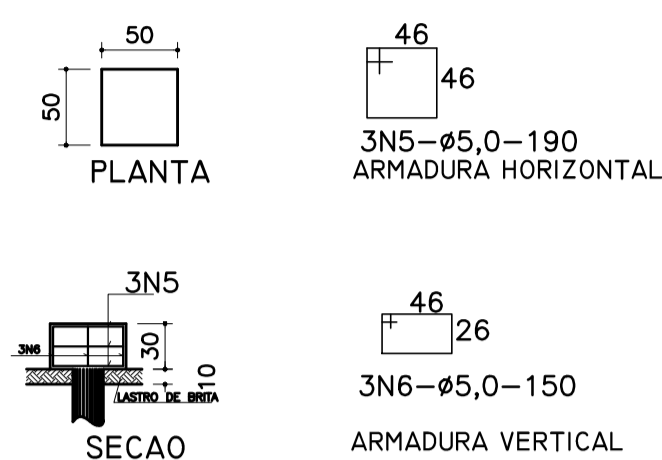 50
50
PLANTA
46
46
3N5-ø5,0-190
ARMADURA HORIZONTAL
3N5
3N6
30
10
LASTRO DE BRITA
SECAO
46
26
3N6-ø5,0-150
ARMADURA VERTICAL